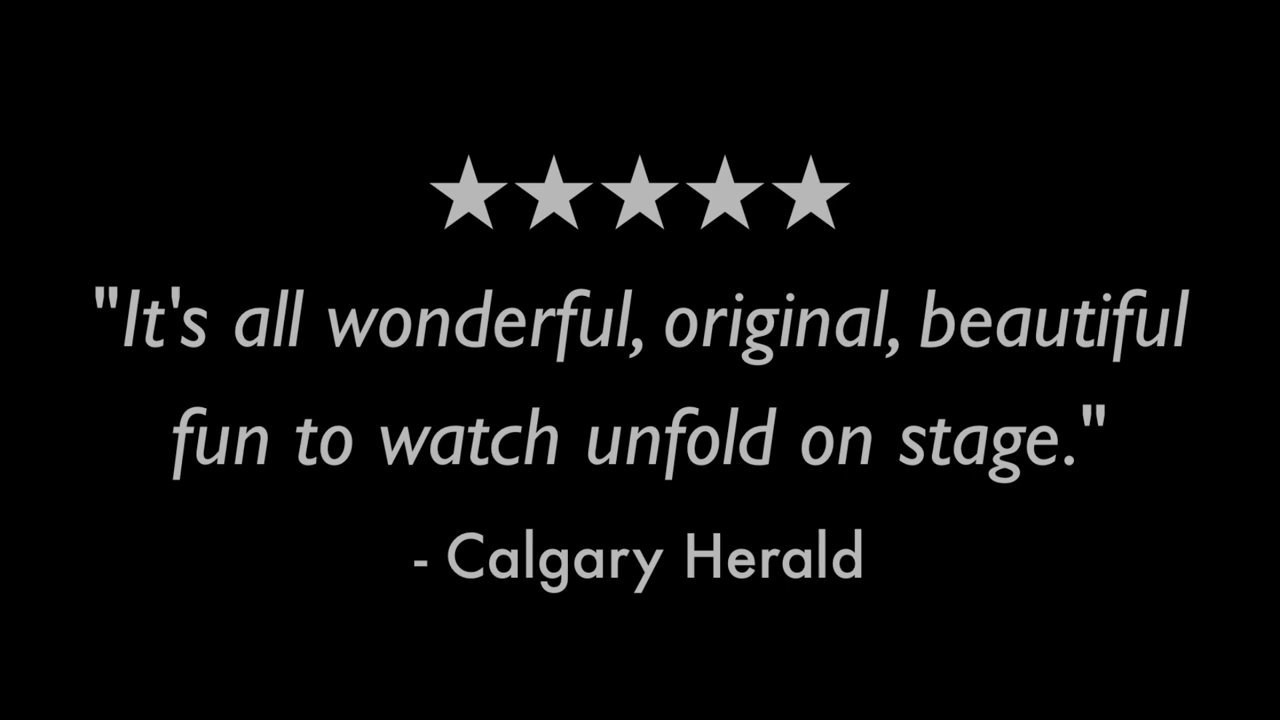 ★★★★★
"It's all wonderful, original, beautiful
fun to watch unfold on stage."
- Calgary Herald